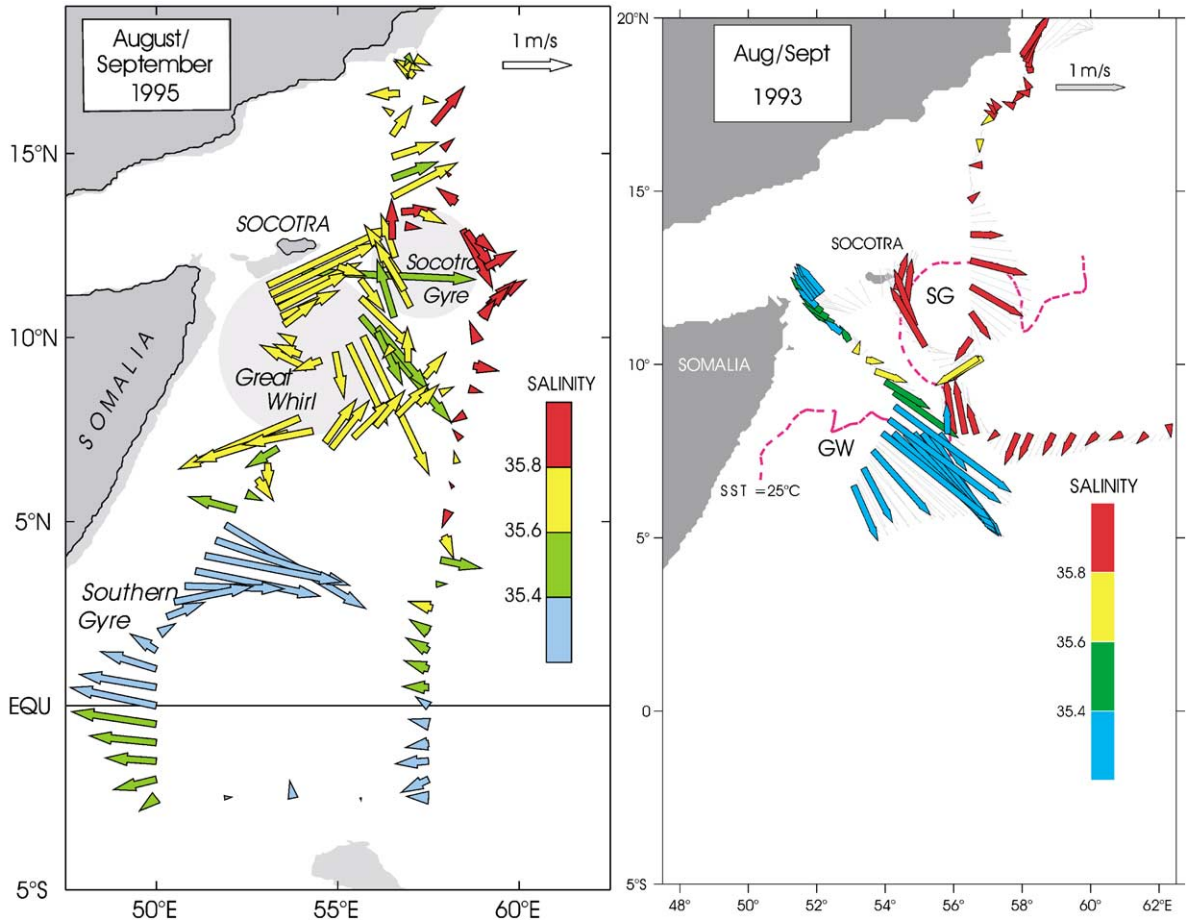 August/
September
1995
1 m/s
15°N
SOCOTRA
Socotra
Gyre
10°N
SOMALIA
Great
Whirl
SALINITY
35.8
35.6
35.4
5°N
Southern
Gyre
EQU
5°S
50°E
55°E
60°E
20°N
Aug/Sept
1993
1 m/s
15°
SOCOTRA
SG
10°
SOMALIA
GW
SST =25°C
SALINITY
35.8
35.6
35.4
5°
0
5°S
48°
50°
52°
54°
56°
58°
60°
62°E